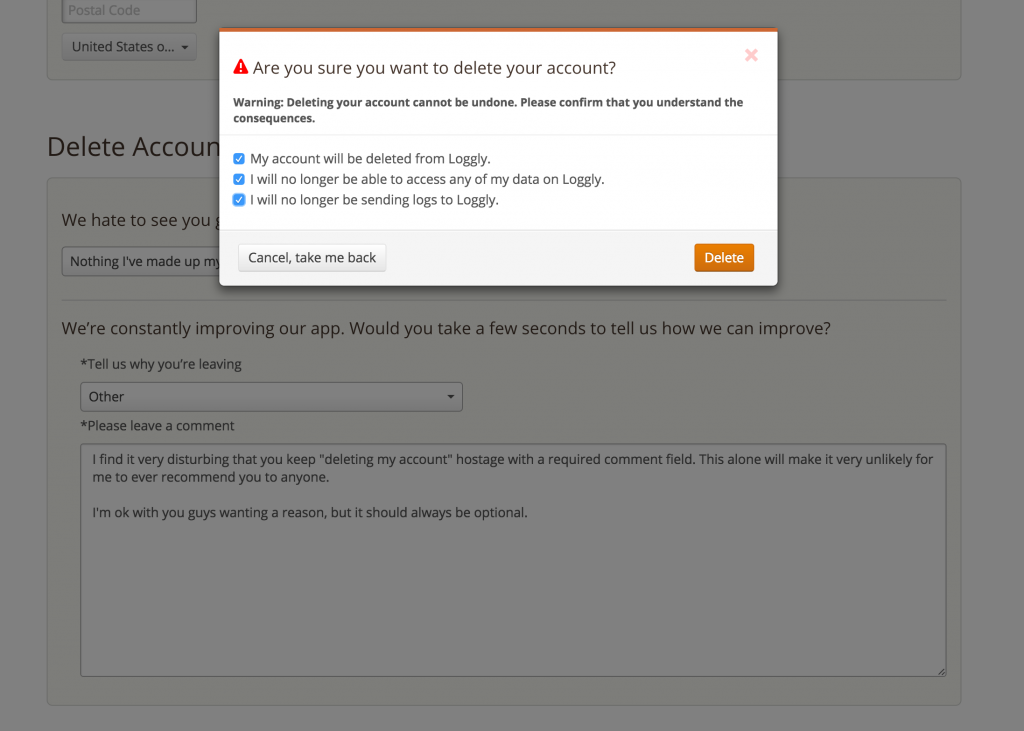 Postal Code
United States o...
Are you sure you want to delete your account?
Warning: Deleting your account cannot be undone. Please confirm that you understand the
consequences.
Delete Accoun
My account will be deleted from Loggly.
I will no longer be able to access any of my data on Loggly.
I will no longer be sending logs to Loggly.
We hate to see you g
Nothing I've made up my
Cancel, take me back
Delete
We're constantly improving our app. Would you take a few seconds to tell us how we can improve?
*Tell us why you're leaving
Other
*Please leave a comment
I find it very disturbing that you keep "deleting my account" hostage with a required comment field. This alone will make it very unlikely for
me to ever recommend you to anyone.
I'm ok with you guys wanting a reason, but it should always be optional.